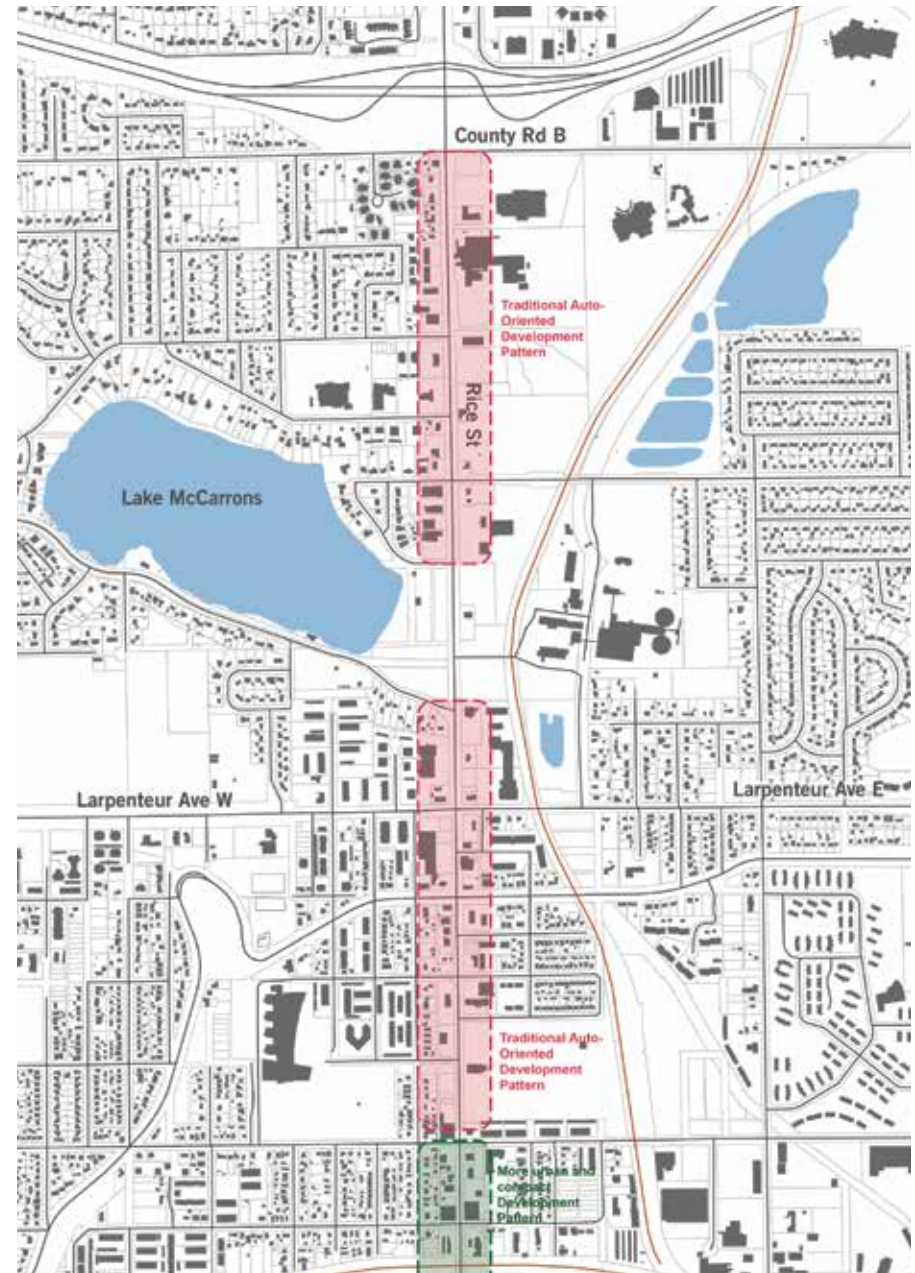 County Rd B
Traditional Auto-
Oriented
Development
Pattern
Rice St
Lake McCarrons
Larpenteur Ave W
Larpenteur Ave E
Traditional Auto-
Oriented
Development
Pattern
More urban and
compact
Development
Pattern